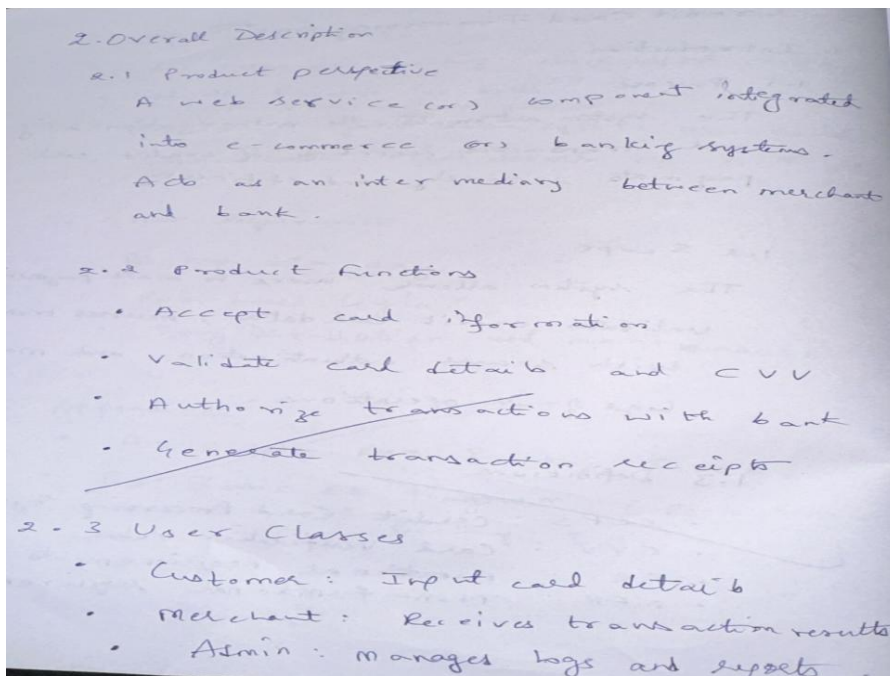 2. Overall Description
2.1 Product perspective
A web service (or) component integrated
into e-commerce (or) banking systems.
Acts as an intermediary between merchant
and bank.
2.2 Product Functions
• Accept card information
• Validate card details and CVV
• Authorize transactions with bank
• Generate transaction receipts
2.3 User Classes
• Customer: Input card details
• Merchant: Receives transaction results
• Admin: Manages logs and reports.